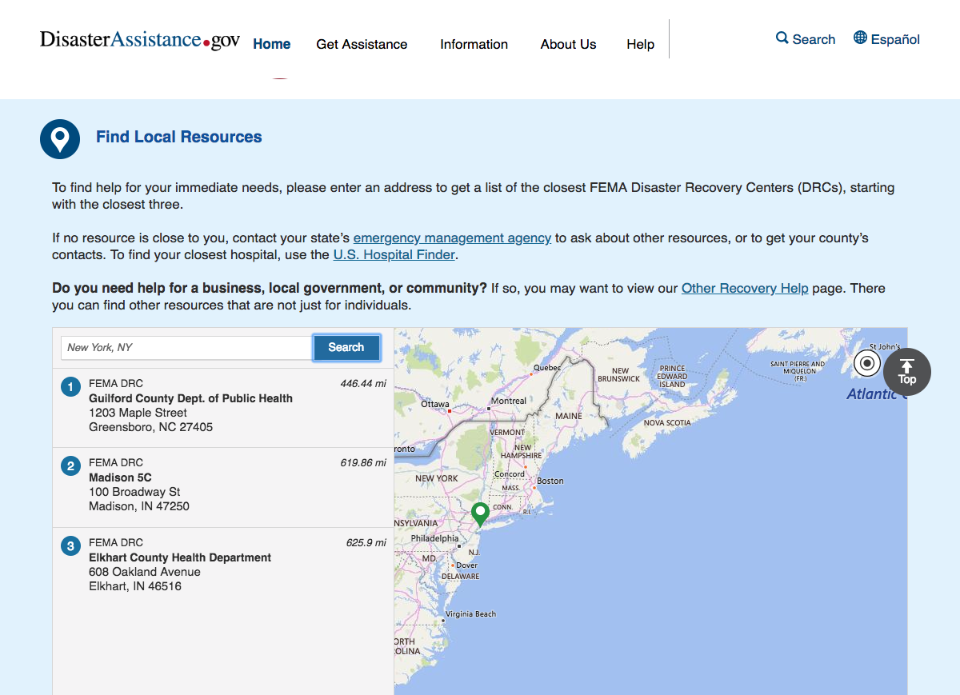 DisasterAssistance.gov Home Get Assistance Information About Us Help Search Español
Find Local Resources
To find help for your immediate needs, please enter an address to get a list of the closest FEMA Disaster Recovery Centers (DRCs), starting
with the closest three.
If no resource is close to you, contact your state's emergency management agency to ask about other resources, or to get your county's
contacts. To find your closest hospital, use the U.S. Hospital Finder.
Do you need help for a business, local government, or community? If so, you may want to view our Other Recovery Help page. There
you can find other resources that are not just for individuals.
New York, NY Search
1 FEMA DRC 446.44 mi
Guilford County Dept. of Public Health
1203 Maple Street
Greensboro, NC 27405
2 FEMA DRC 619.86 mi
Madison 5C
100 Broadway St
Madison, IN 47250
3 FEMA DRC 625.9 mi
Elkhart County Health Department
608 Oakland Avenue
Elkhart, IN 46516
St John's
Quebec
NEW
BRUNSWICK
PRINCE
EDWARD
ISLAND
SAINT PIERRE AND
MIQUELON
(FR.)
Top
Atlantic
Ottawa
Montreal
MAINE
NOVA SCOTIA
VERMONT
ronto
NEW
HAMPSHIRE
NEW YORK
Concord
Boston
MASS.
CONN.
R.I.
NSYLVANIA
Philadelphia
N.J.
MD.
Dover
DELAWARE
Virginia Beach
ORTH
OLINA